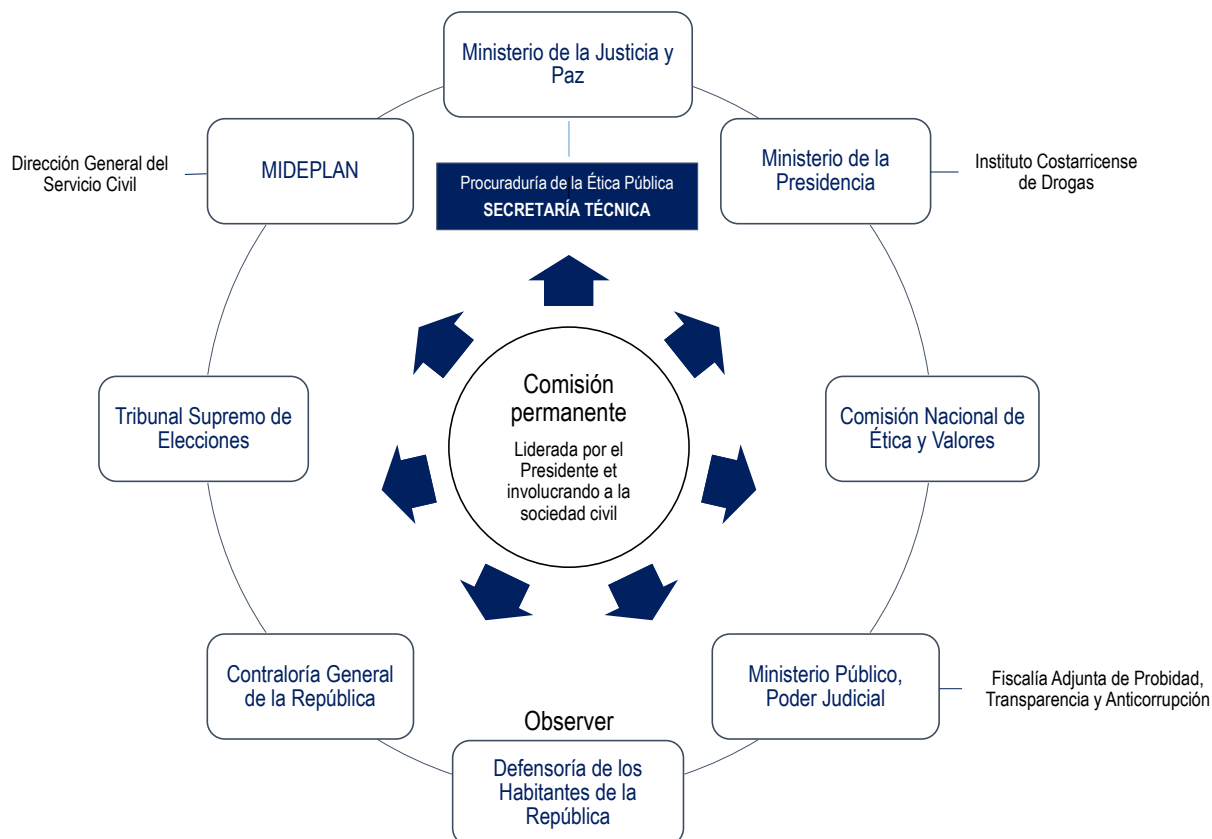 Ministerio de la Justicia y
Paz
Dirección General del
Servicio Civil
MIDEPLAN
Procuraduría de la Ética Pública
SECRETARÍA TÉCNICA
Ministerio de la
Presidencia
Instituto Costarricense
de Drogas
Tribunal Supremo de
Elecciones
Comisión
permanente
Liderada por el
Presidente et
involucrando a la
sociedad civil
Comisión Nacional de
Ética y Valores
Contraloría General
de la República
Ministerio Público,
Poder Judicial
Fiscalía Adjunta de Probidad,
Transparencia y Anticorrupción
Observer
Defensoría de los
Habitantes de la
República